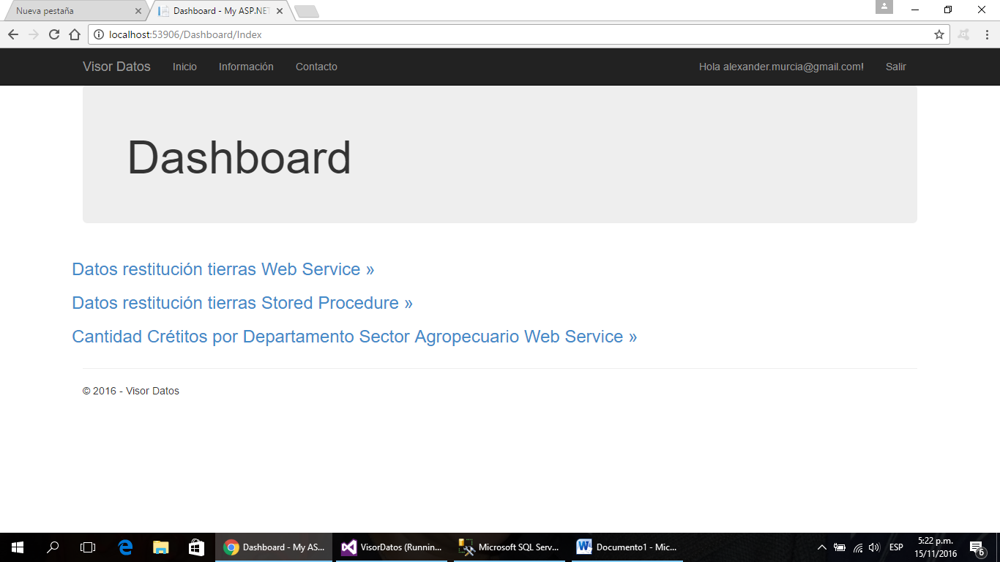 Nueva pestaña
Dashboard - My ASP.NET
localhost:53906/Dashboard/Index
Visor Datos Inicio Información Contacto Hola alexander.murcia@gmail.com! Salir
Dashboard
Datos restitución tierras Web Service »
Datos restitución tierras Stored Procedure »
Cantidad Crétitos por Departamento Sector Agropecuario Web Service »
© 2016 - Visor Datos
Dashboard - My AS...
VisorDatos (Runnin...
Microsoft SQL Serv...
Documento1 - Mic...
ESP
5:22 p.m.
15/11/2016
6